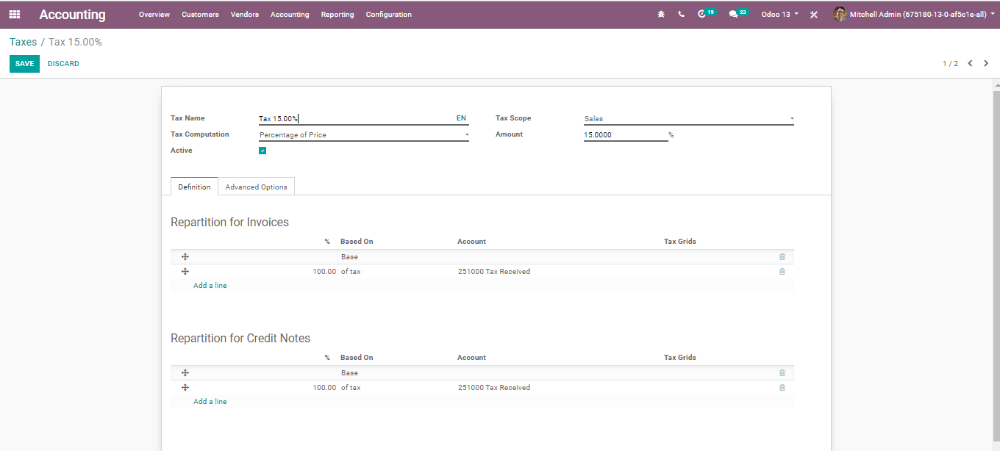 Accounting Overview Customers Vendors Accounting Reporting Configuration 19 23 Odoo 13 Mitchell Admin (675180-13-0-af5c1e-all)
Taxes / Tax 15.00%
SAVE DISCARD 1 / 2
Tax Name Tax 15.00% EN Tax Scope Sales
Tax Computation Percentage of Price Amount 15.0000 %
Active
Definition Advanced Options
Repartition for Invoices
% Based On Account Tax Grids
Base
100.00 of tax 251000 Tax Received
Add a line
Repartition for Credit Notes
% Based On Account Tax Grids
Base
100.00 of tax 251000 Tax Received
Add a line